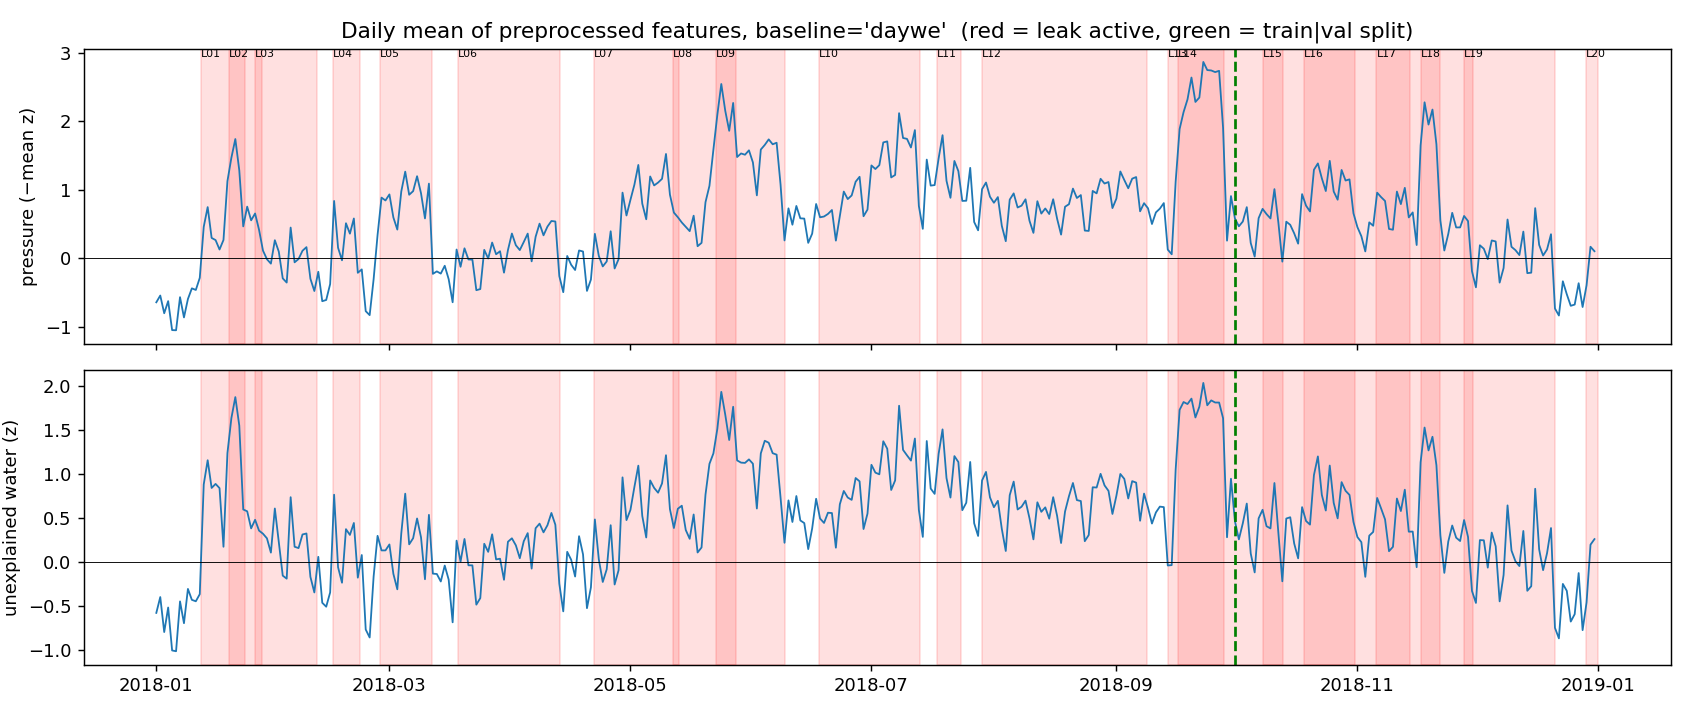 Daily mean of preprocessed features, baseline='daywe'  (red = leak active, green = train|val split)
L01 L02 L03 L04 L05 L06 L07 L08 L09 L10 L11 L12 L14 L15 L16 L17 L18 L19 L20
pressure (−mean z)
3
2
1
0
−1
unexplained water (z)
2.0
1.5
1.0
0.5
0.0
−0.5
−1.0
2018-01 2018-03 2018-05 2018-07 2018-09 2018-11 2019-01